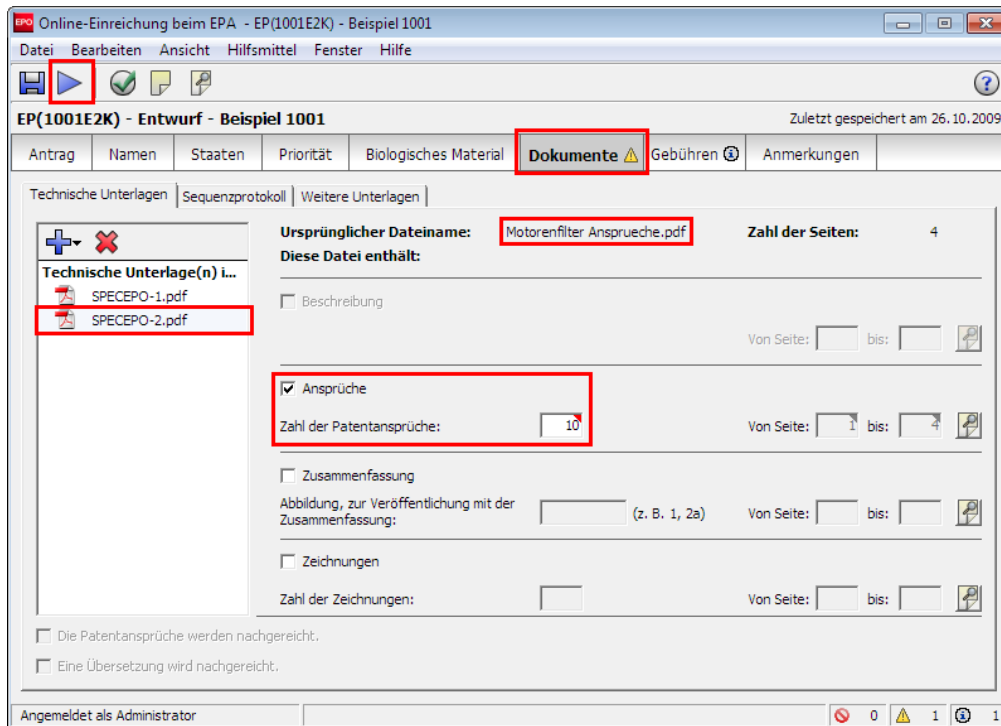 EPO Online-Einreichung beim EPA - EP(1001E2K) - Beispiel 1001
Datei Bearbeiten Ansicht Hilfsmittel Fenster Hilfe
EP(1001E2K) - Entwurf - Beispiel 1001 Zuletzt gespeichert am 26.10.2009
Antrag Namen Staaten Priorität Biologisches Material Dokumente Gebühren Anmerkungen
Technische Unterlagen Sequenzprotokoll Weitere Unterlagen
Ursprünglicher Dateiname: Motorenfilter Ansprueche.pdf Zahl der Seiten: 4
Diese Datei enthält:
Technische Unterlage(n) i...
SPECEPO-1.pdf
SPECEPO-2.pdf
Beschreibung
Von Seite: bis:
Ansprüche
Zahl der Patentansprüche: 10 Von Seite: 1 bis: 4
Zusammenfassung
Abbildung, zur Veröffentlichung mit der
Zusammenfassung: (z. B. 1, 2a) Von Seite: bis:
Zeichnungen
Zahl der Zeichnungen: Von Seite: bis:
Die Patentansprüche werden nachgereicht.
Eine Übersetzung wird nachgereicht.
Angemeldet als Administrator 0 1 1